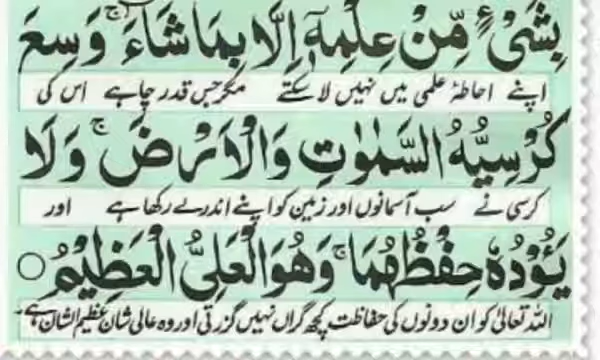 بِشَیْءٍ مِّنْ عِلْمِهٖۤ اِلَّا بِمَا شَآءَ ۚ وَسِعَ
اپنے احاطۂ علمی میں نہیں لا سکتے مگر جس قدر چاہے اس کی
كُرْسِیُّهُ السَّمٰوٰتِ وَالْاَرْضَ ۚ وَلَا
کرسی نے سب آسمانوں اور زمین کو اپنے اندر لے رکھا ہے اور
یَـُٔوْدُهٗ حِفْظُهُمَا ۚ وَهُوَ الْعَلِیُّ الْعَظِیْمُ ○
اللہ تعالیٰ کو ان دونوں کی حفاظت کچھ گراں نہیں گزرتی اور وہ عالی شان عظیم الشان ہے۔